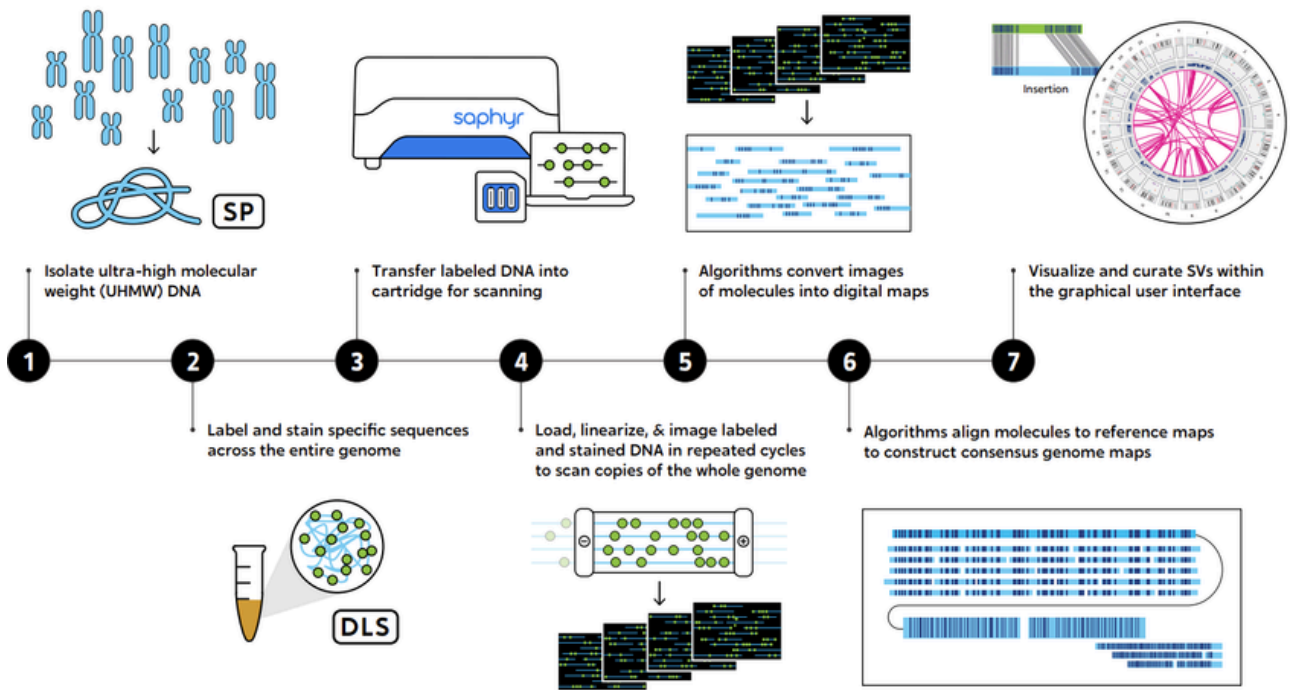 SP
saphyr
Insertion
Isolate ultra-high molecular
weight (UHMW) DNA
Transfer labeled DNA into
cartridge for scanning
Algorithms convert images
of molecules into digital maps
Visualize and curate SVs within
the graphical user interface
1
2
3
4
5
6
7
Label and stain specific sequences
across the entire genome
Load, linearize, & image labeled
and stained DNA in repeated cycles
to scan copies of the whole genome
Algorithms align molecules to reference maps
to construct consensus genome maps
DLS
−
+